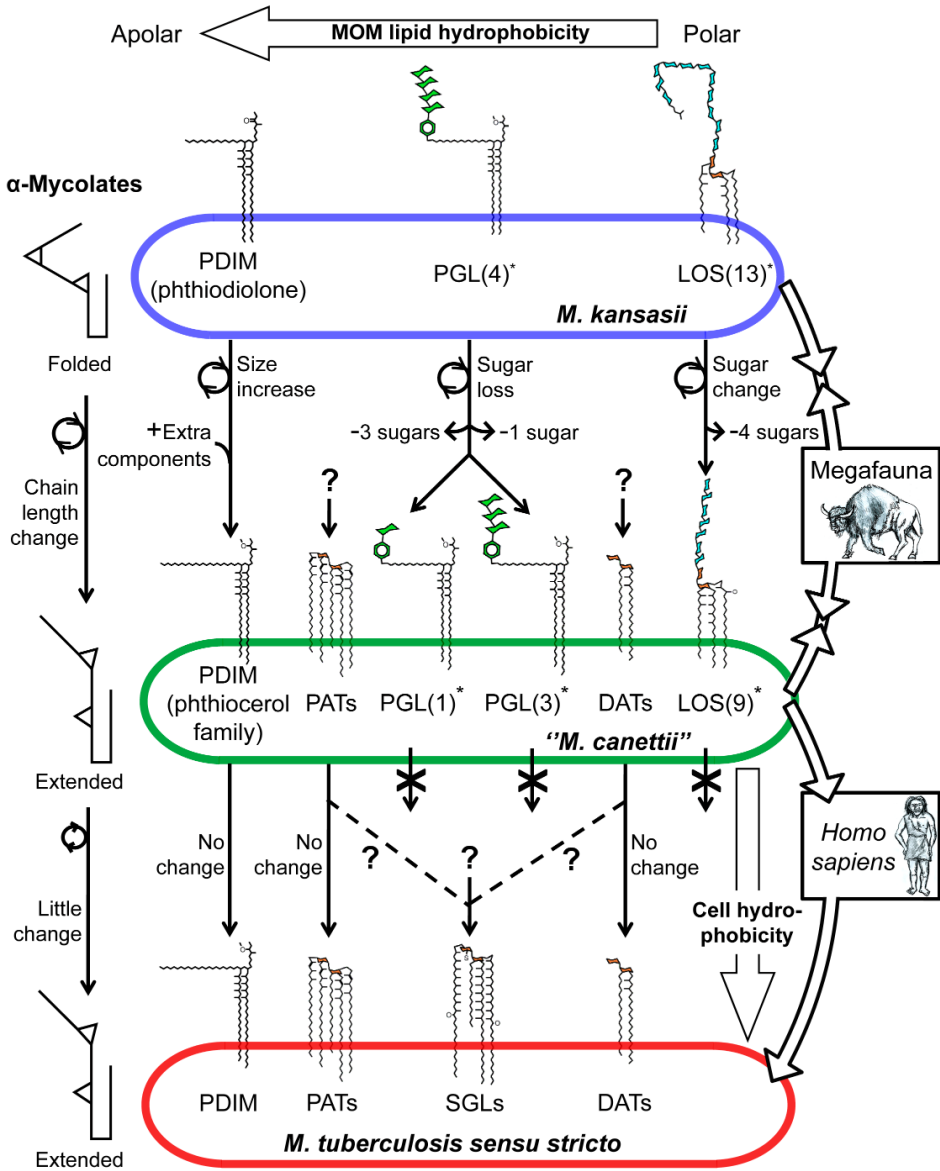 Apolar
MOM lipid hydrophobicity
Polar
α-Mycolates
PDIM
(phthiodiolone)
PGL(4)*
LOS(13)*
M. kansasii
Folded
Size
increase
Sugar
loss
Sugar
change
+Extra
components
-3 sugars
-1 sugar
-4 sugars
Megafauna
Chain
length
change
?
?
PDIM
(phthiocerol
family)
PATs
PGL(1)*
PGL(3)*
DATs
LOS(9)*
‘‘M. canettii’’
Extended
No
change
No
change
?
?
?
No
change
Homo
sapiens
Cell hydro-
phobicity
Little
change
PDIM
PATs
SGLs
DATs
M. tuberculosis sensu stricto
Extended